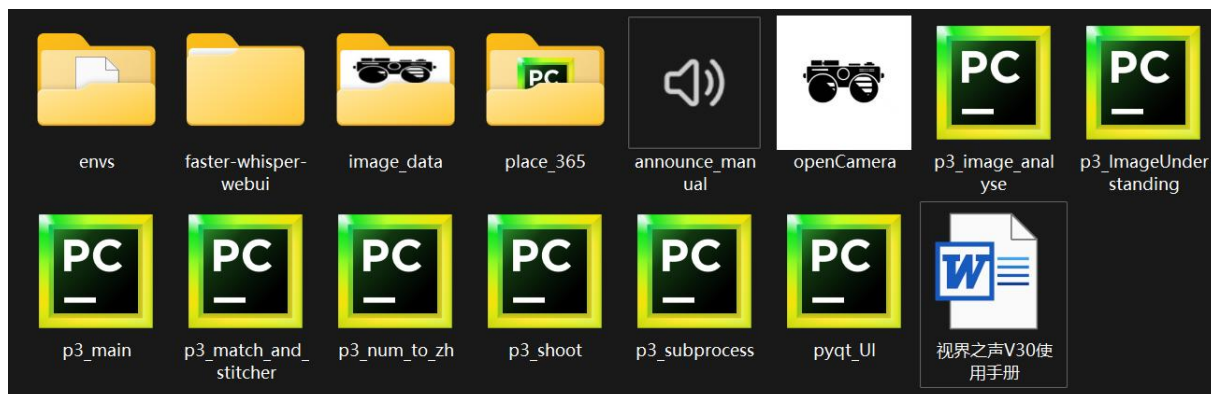 PC
PC
PC
envs
faster-whisper-
webui
image_data
place_365
announce_man
ual
openCamera
p3_image_anal
yse
p3_ImageUnder
standing
PC
PC
PC
PC
PC
PC
W
p3_main
p3_match_and_
stitcher
p3_num_to_zh
p3_shoot
p3_subprocess
pyqt_UI
视界之声V30使
用手册